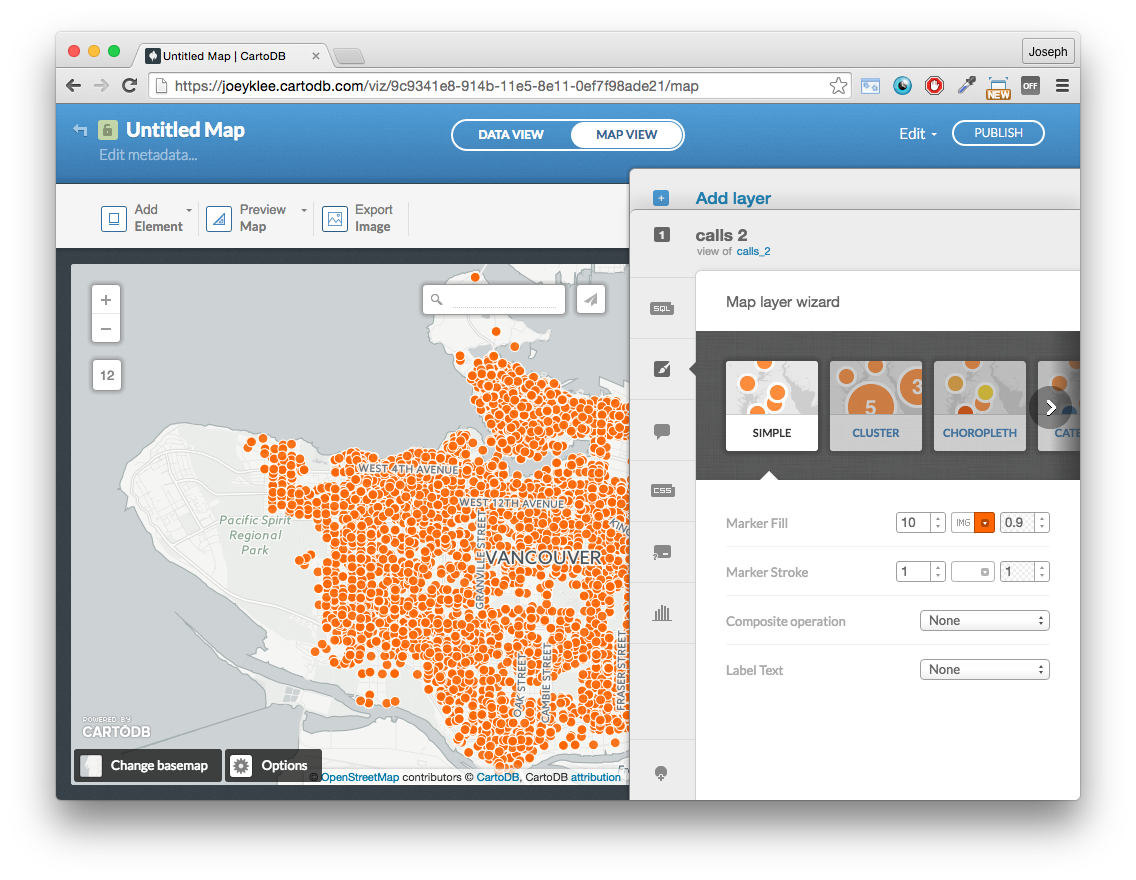 Untitled Map | CartoDB
Joseph
https://joeyklee.cartodb.com/viz/9c9341e8-914b-11e5-8e11-0ef7f98ade21/map
NEW
OFF
Untitled Map
Edit metadata...
DATA VIEW
MAP VIEW
Edit
PUBLISH
Add Element
Preview Map
Export Image
Add layer
1
calls 2
view of calls_2
SQL
CSS
Map layer wizard
5
3
SIMPLE
CLUSTER
CHOROPLETH
CATE
Marker Fill
10
IMG
0.9
Marker Stroke
1
1
Composite operation
None
Label Text
None
+
−
12
WEST 4TH AVENUE
WEST 12TH AVENUE
KING
Pacific Spirit
Regional
Park
VANCOUVER
GRANVILLE STREET
OAK STREET
CAMBIE STREET
FRASER STREET
POWERED BY
CARTODB
Change basemap
Options
© OpenStreetMap contributors © CartoDB, CartoDB attribution